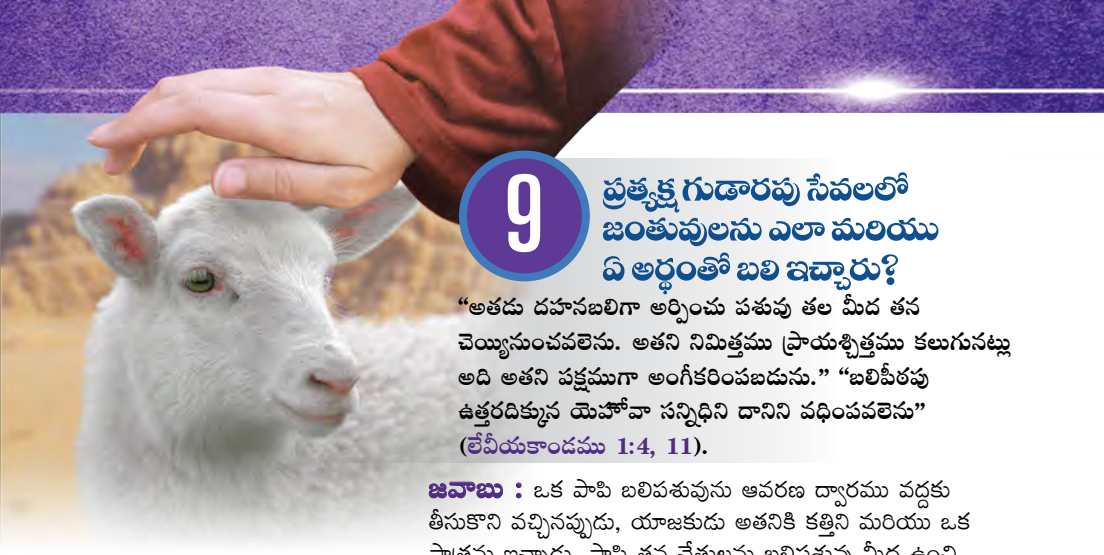 9
ప్రత్యక్ష గుడారపు సేవలలో
జంతువులను ఎలా మరియు
ఏ అర్థంతో బలి ఇచ్చారు?
“అతడు దహనబలిగా అర్పించు పశువు తల మీద తన
చెయ్యినుంచవలెను. అతని నిమిత్తము ప్రాయశ్చిత్తము కలుగునట్లు
అది అతని పక్షముగా అంగీకరింపబడును.” “బలిపీఠపు
ఉత్తరదిక్కున యెహోవా సన్నిధిని దానిని వధింపవలెను”
(లేవీయకాండము 1:4, 11).
జవాబు : ఒక పాపి బలిపశువును ఆవరణ ద్వారము వద్దకు
తీసుకొని వచ్చినప్పుడు, యాజకుడు అతనికి కత్తిని మరియు ఒక